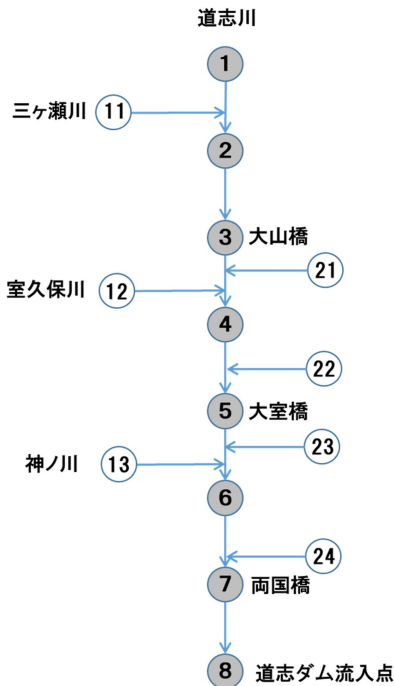 道志川
1
三ヶ瀬川 11
2
3 大山橋
21
室久保川 12
4
22
5 大室橋
23
神ノ川 13
6
24
7 両国橋
8 道志ダム流入点